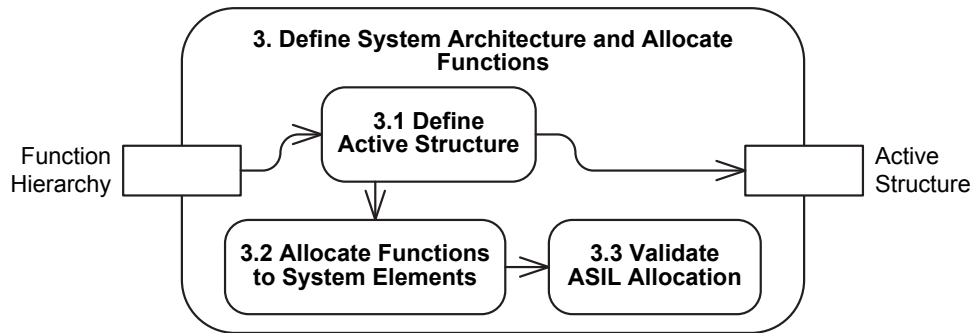 3. Define System Architecture and Allocate
Functions
3.1 Define
Active Structure
Function
Hierarchy
Active
Structure
3.2 Allocate Functions
to System Elements
3.3 Validate
ASIL Allocation